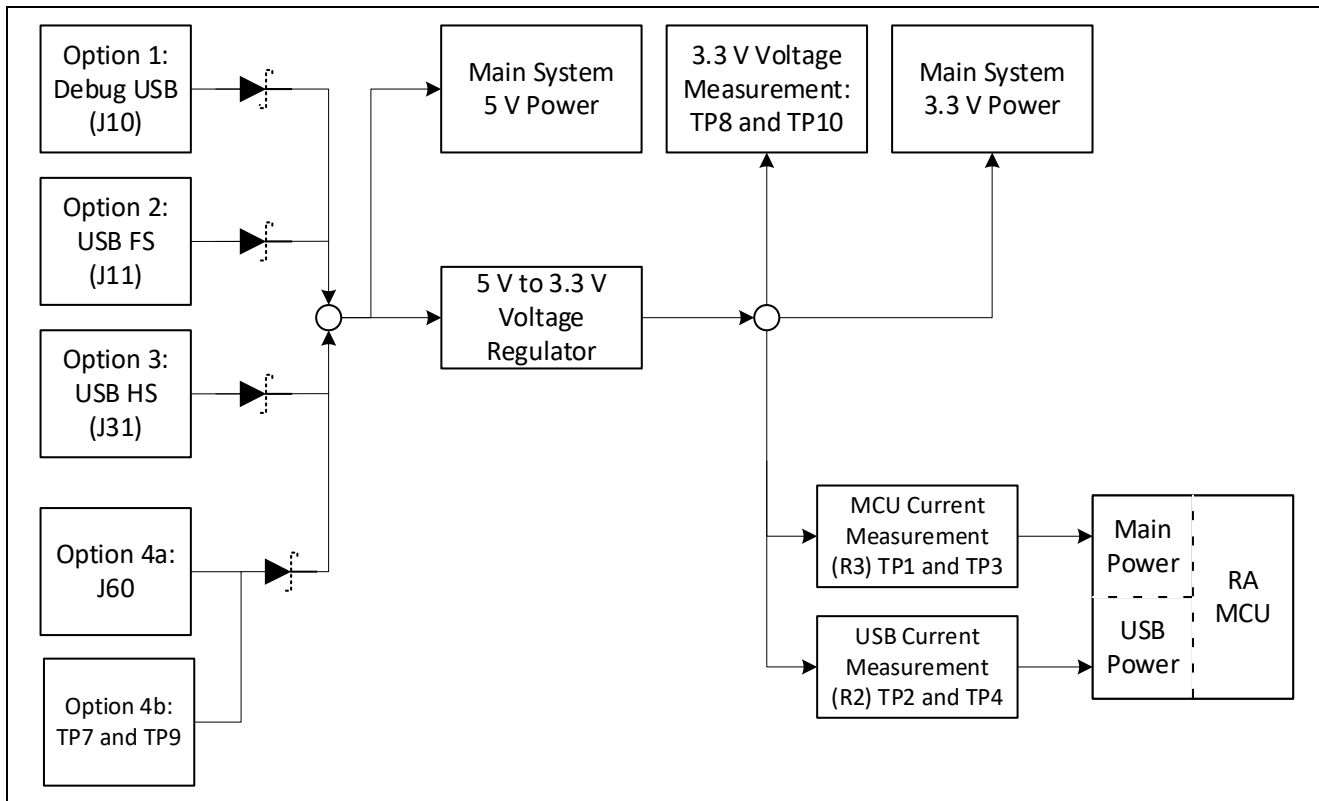 Option 1:
Debug USB
(J10)
Main System
5 V Power
3.3 V Voltage
Measurement:
TP8 and TP10
Main System
3.3 V Power
Option 2:
USB FS
(J11)
5 V to 3.3 V
Voltage
Regulator
Option 3:
USB HS
(J31)
Option 4a:
J60
Option 4b:
TP7 and TP9
MCU Current
Measurement
(R3) TP1 and TP3
USB Current
Measurement
(R2) TP2 and TP4
Main
Power
USB
Power
RA
MCU